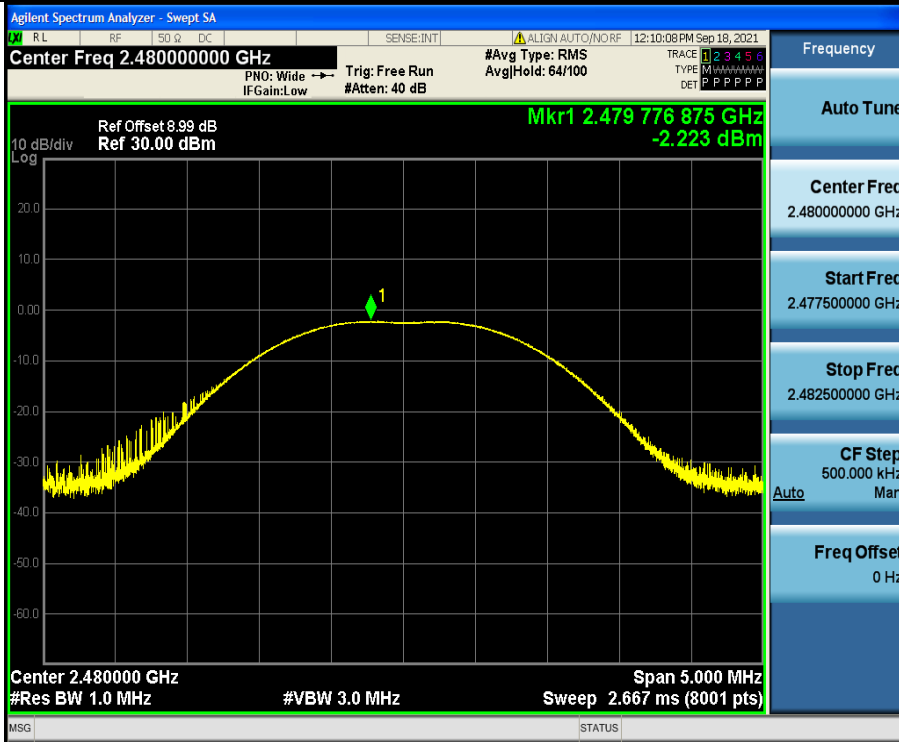 Agilent Spectrum Analyzer - Swept SA
LXI RL RF 50 Ω DC SENSE:INT ALIGN AUTO/NO RF 12:10:08 PM Sep 18, 2021
Center Freq 2.480000000 GHz
PNO: Wide
IFGain:Low
Trig: Free Run
#Atten: 40 dB
#Avg Type: RMS
Avg|Hold: 64/100
TRACE 1 2 3 4 5 6
TYPE M
DET P P P P P P
Mkr1 2.479 776 875 GHz
-2.223 dBm
Ref Offset 8.99 dB
10 dB/div Ref 30.00 dBm
Log
20.0
10.0
0.00
-10.0
-20.0
-30.0
-40.0
-50.0
-60.0
1
Center 2.480000 GHz Span 5.000 MHz
#Res BW 1.0 MHz #VBW 3.0 MHz Sweep 2.667 ms (8001 pts)
MSG STATUS
Frequency
Auto Tune
Center Freq
2.480000000 GHz
Start Freq
2.477500000 GHz
Stop Freq
2.482500000 GHz
CF Step
500.000 kHz
Auto Man
Freq Offset
0 Hz